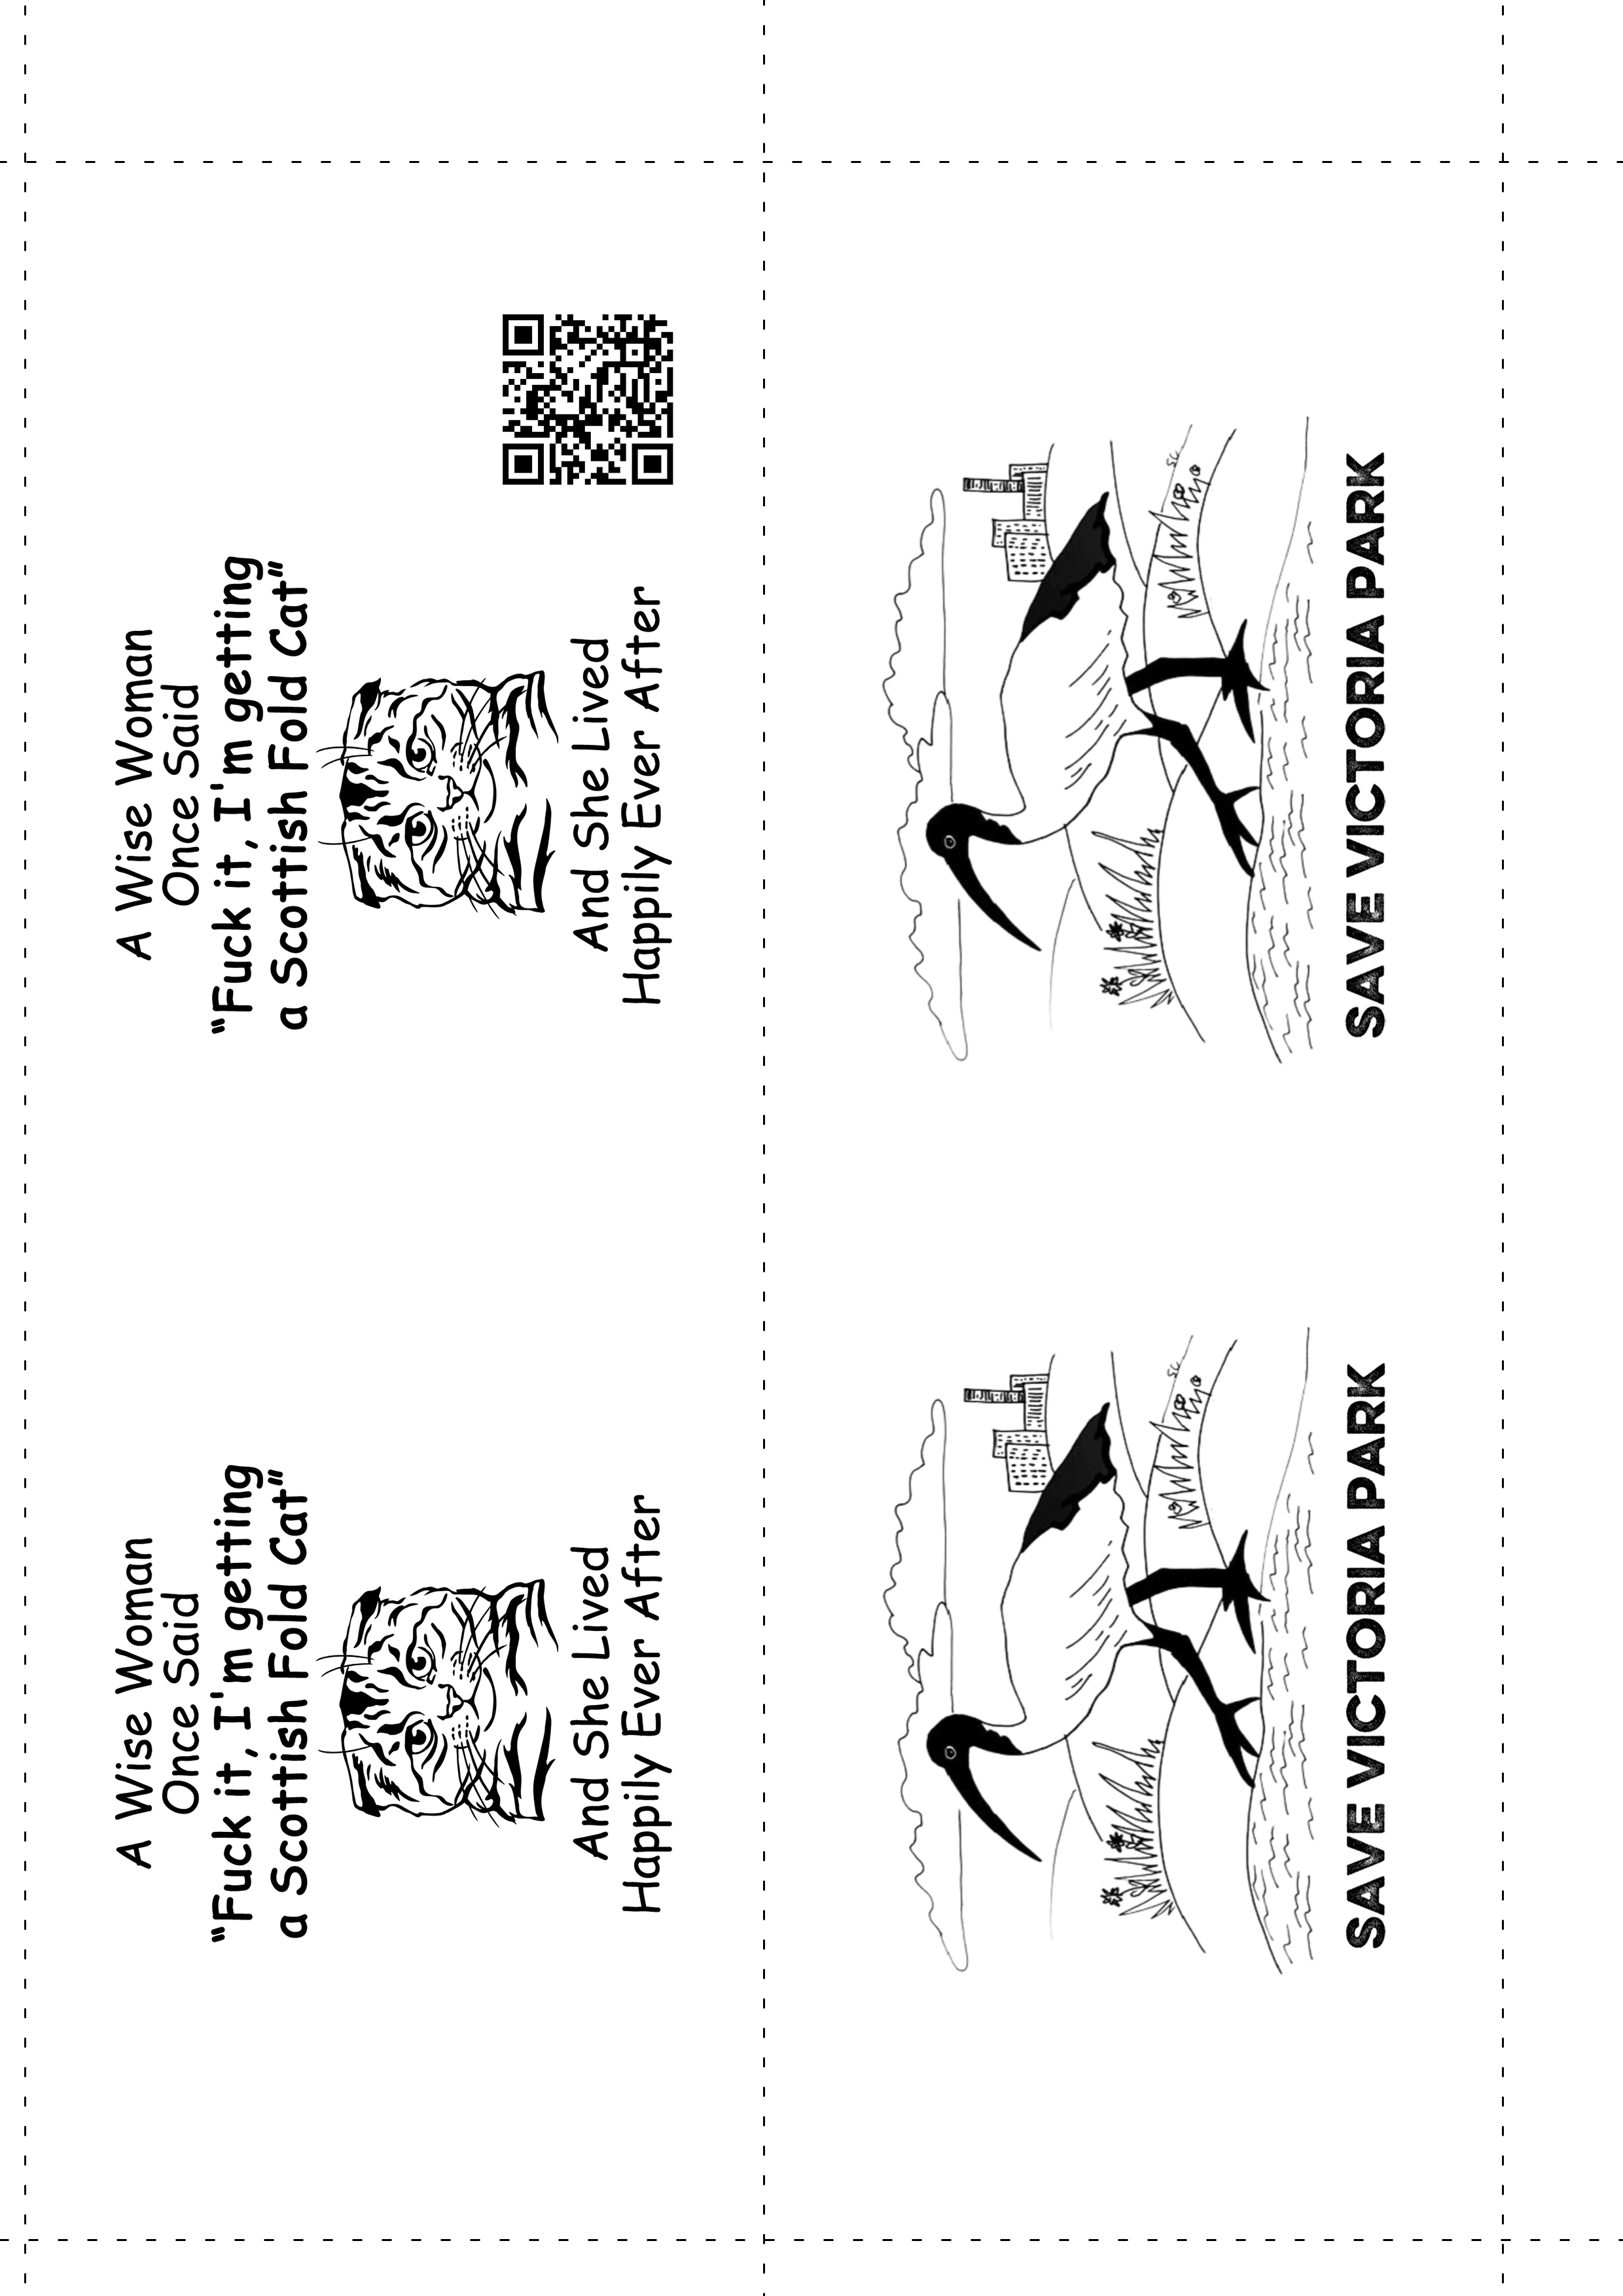 A Wise Woman
Once Said
"Fuck it, I'm getting
a Scottish Fold Cat"
And She Lived
Happily Ever After
A Wise Woman
Once Said
"Fuck it, I'm getting
a Scottish Fold Cat"
And She Lived
Happily Ever After
SC
SAVE VICTORIA PARK
SC
SAVE VICTORIA PARK